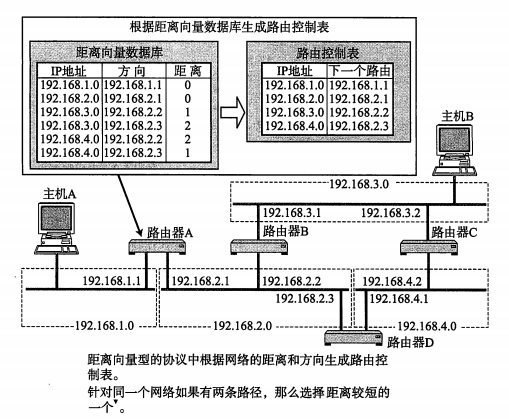 根据距离向量数据库生成路由控制表
距离向量数据库
IP地址 方向 距离
192.168.1.0 192.168.1.1 0
192.168.2.0 192.168.2.1 0
192.168.3.0 192.168.2.2 1
192.168.3.0 192.168.2.3 2
192.168.4.0 192.168.2.2 2
192.168.4.0 192.168.2.3 1
路由控制表
IP地址 下一个路由
192.168.1.0 192.168.1.1
192.168.2.0 192.168.2.1
192.168.3.0 192.168.2.2
192.168.4.0 192.168.2.3
主机B
192.168.3.0
主机A
192.168.3.1
192.168.3.2
路由器A
路由器B
路由器C
192.168.1.1
192.168.2.1
192.168.2.2
192.168.4.2
192.168.2.3
192.168.4.1
192.168.1.0
192.168.2.0
192.168.4.0
路由器D
距离向量型的协议中根据网络的距离和方向生成路由控
制表。
针对同一个网络如果有两条路径，那么选择距离较短的
一个▼。